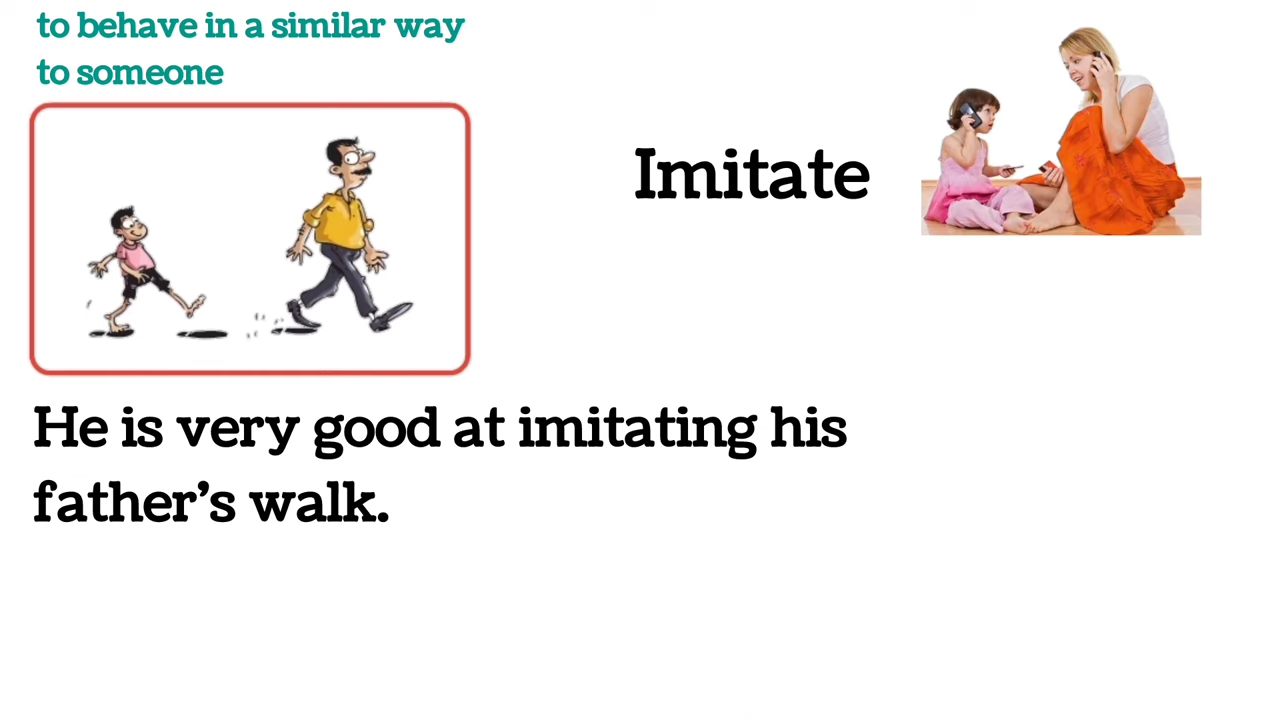 to behave in a similar way
to someone
Imitate
He is very good at imitating his
father’s walk.